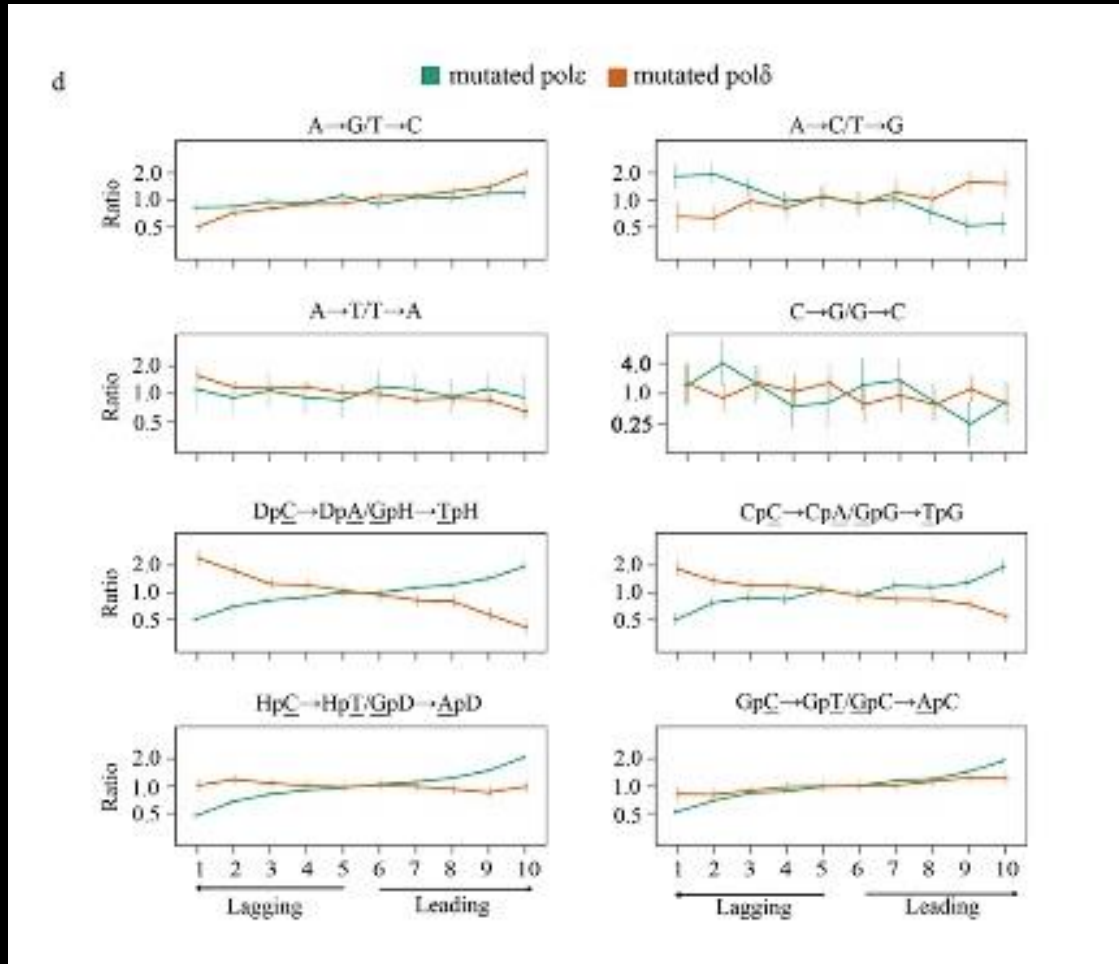 d
mutated polε mutated polδ
A→G/T→C
A→C/T→G
Ratio
2.0
1.0
0.5
2.0
1.0
0.5
A→T/T→A
C→G/G→C
Ratio
2.0
1.0
0.5
4.0
1.0
0.25
DpC→DpA/GpH→TpH
CpC→CpA/GpG→TpG
Ratio
2.0
1.0
0.5
2.0
1.0
0.5
HpC→HpT/GpD→ApD
GpC→GpT/GpC→ApC
Ratio
2.0
1.0
0.5
2.0
1.0
0.5
1 2 3 4 5 6 7 8 9 10
1 2 3 4 5 6 7 8 9 10
Lagging Leading
Lagging Leading